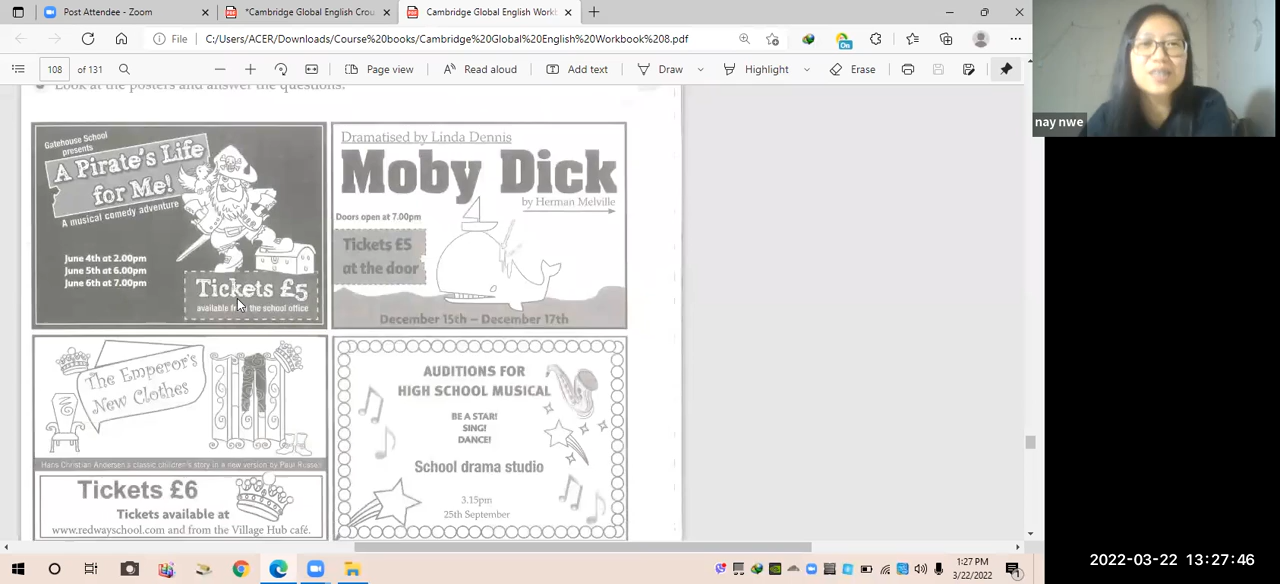 Post Attendee - Zoom
*Cambridge Global English Cou
Cambridge Global English Workb
File
C:/Users/ACER/Downloads/Course%20books/Cambridge%20Global%20English%20Workbook%208.pdf
On
108
of 131
Page view
Read aloud
Add text
Draw
Highlight
Erase
Look at the posters and answer the questions.
Gatehouse School
presents
A Pirate's Life
for Me!
A musical comedy adventure
June 4th at 2.00pm
June 5th at 6.00pm
June 6th at 7.00pm
Tickets £5
available from the school office
Dramatised by Linda Dennis
Moby Dick
by Herman Melville
Doors open at 7.00pm
Tickets £5
at the door
December 15th – December 17th
The Emperor's
New Clothes
Hans Christian Andersen's classic children's story in a new version by Paul Russell
Tickets £6
Tickets available at
www.redwayschool.com and from the Village Hub café.
AUDITIONS FOR
HIGH SCHOOL MUSICAL
BE A STAR!
SING!
DANCE!
School drama studio
3.15pm
25th September
nay nwe
2022-03-22 13:27:46
1:27 PM
3/22/2022